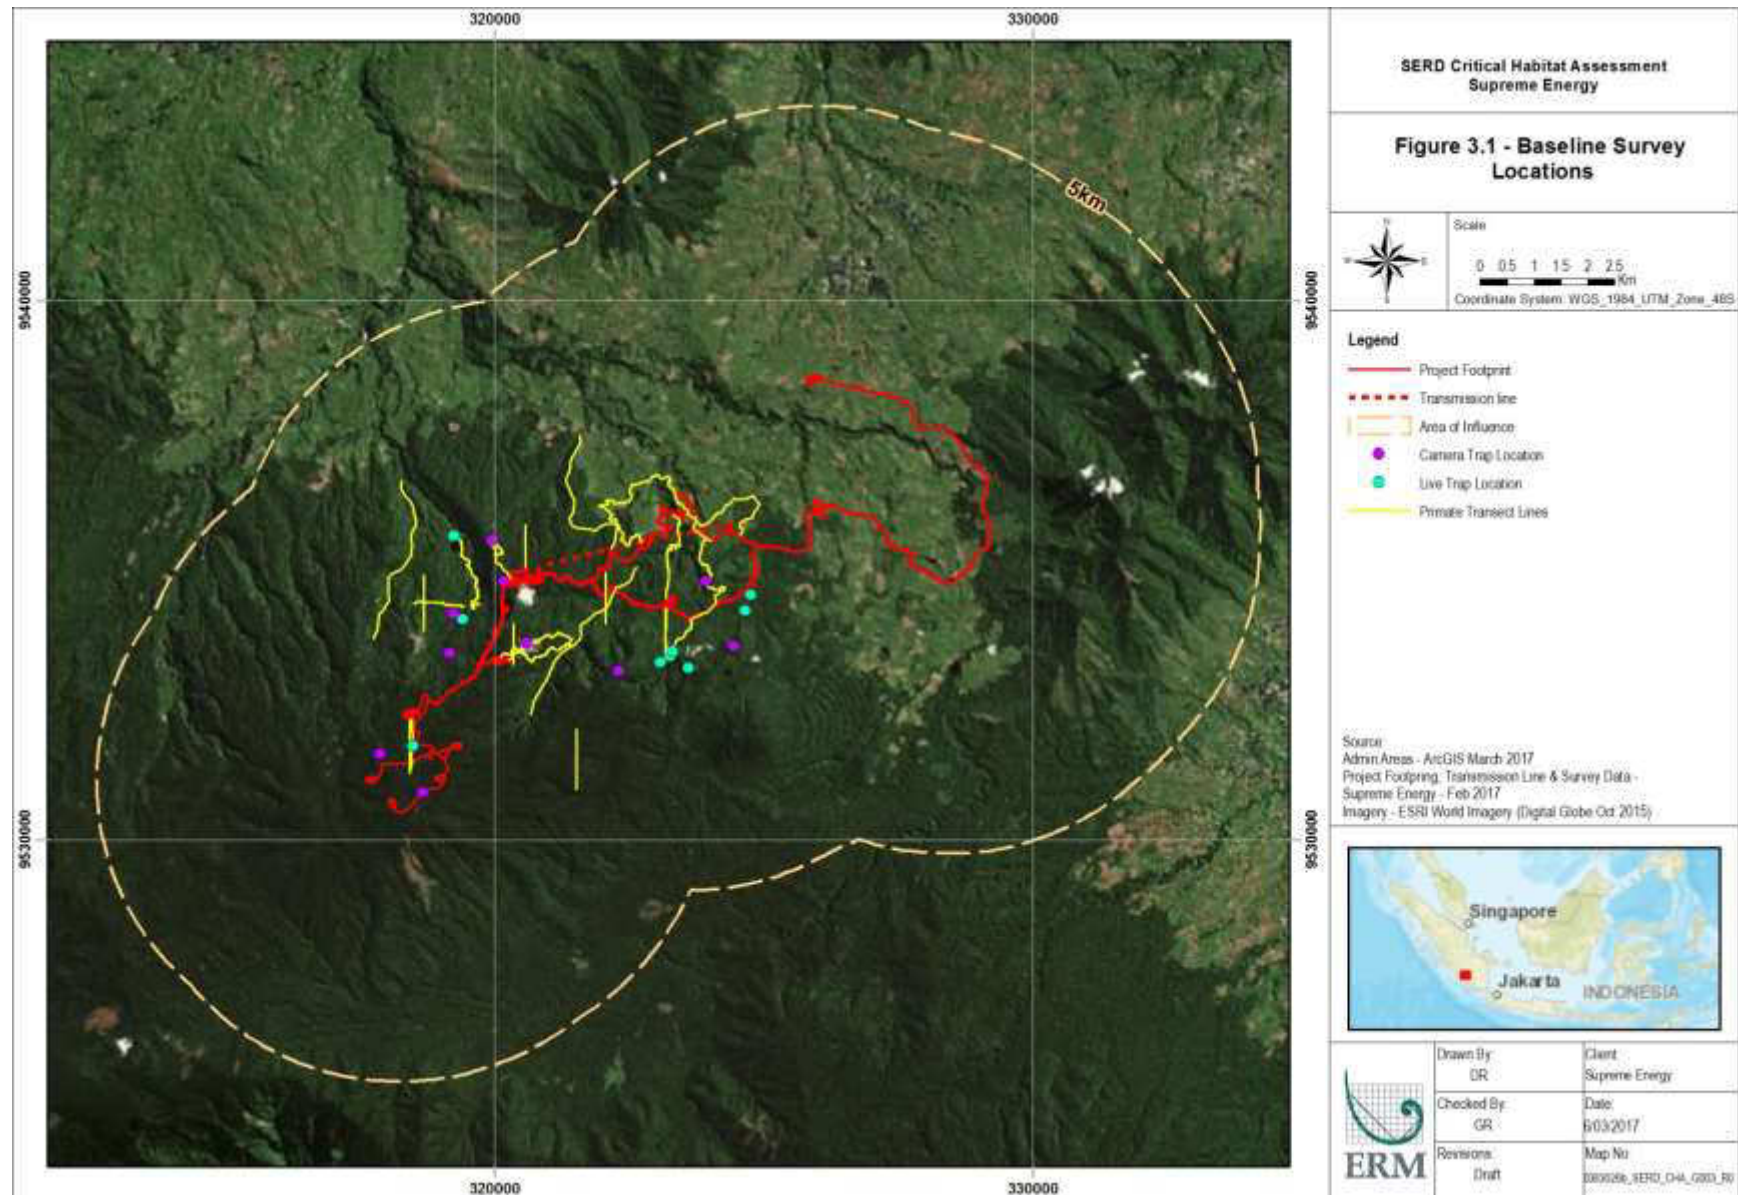 320000
330000
9540000
9540000
9530000
9530000
320000
330000
5km
SERD Critical Habitat Assessment
Supreme Energy
Figure 3.1 - Baseline Survey
Locations
N
W
S
Scale
0 0.5 1 1.5 2 2.5
Km
Coordinate System: WGS_1984_UTM_Zone_48S
Legend
Project Footprint
Transmission line
Area of Influence
Camera Trap Location
Live Trap Location
Primate Transect Lines
Source
Admin Areas - ArcGIS March 2017
Project Footpring, Transmission Line & Survey Data -
Supreme Energy - Feb 2017
Imagery - ESRI World Imagery (Digital Globe Oct 2015)
Singapore
Jakarta
INDONESIA
ERM
Drawn By:
DR
Client
Supreme Energy
Checked By:
GR
Date:
6/03/2017
Revisions:
Draft
Map No